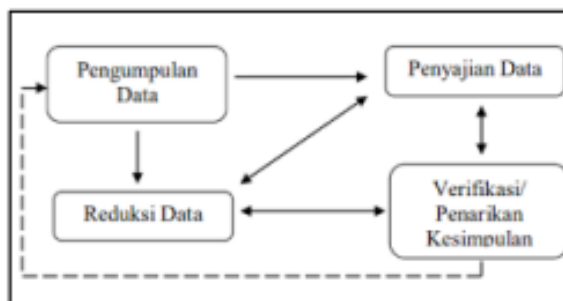 Pengumpulan
Data
Penyajian Data
Reduksi Data
Verifikasi/
Penarikan
Kesimpulan